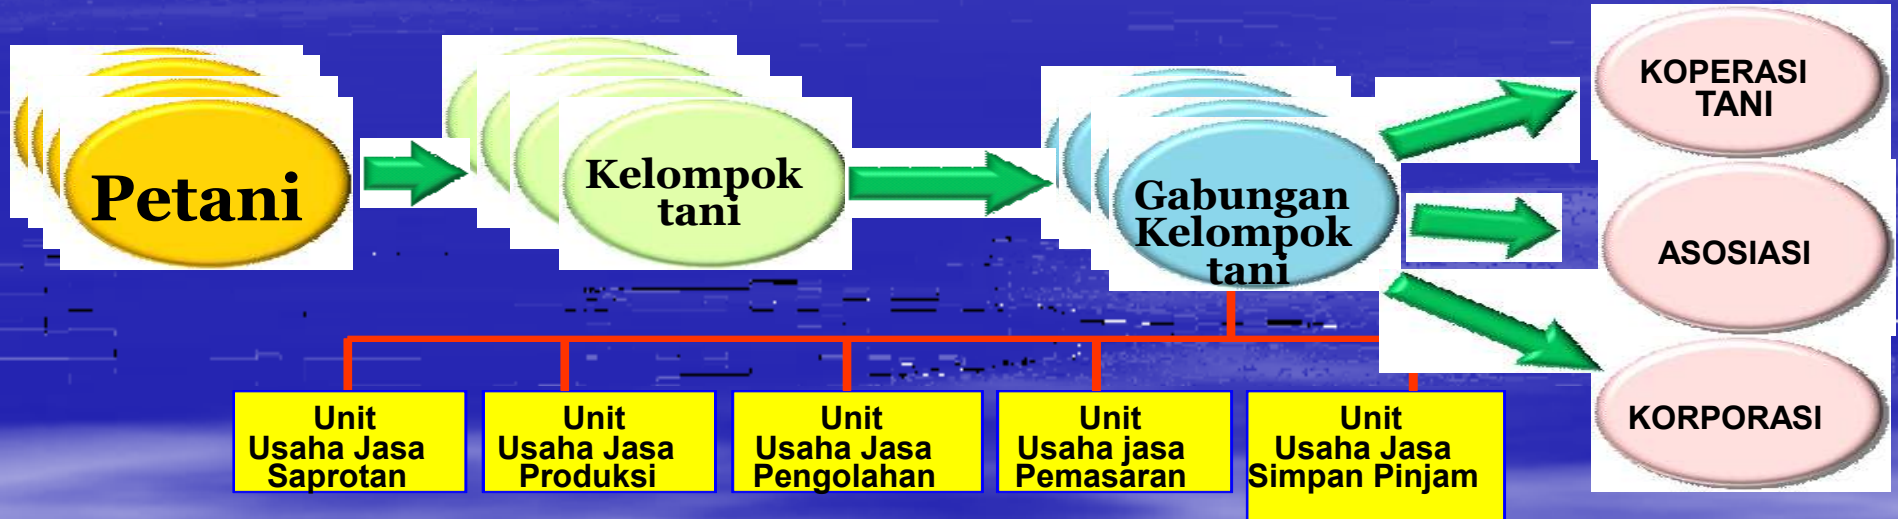 Petani
Kelompok
tani
Gabungan
Kelompok
tani
KOPERASI
TANI
ASOSIASI
KORPORASI
Unit
Usaha Jasa
Saprotan
Unit
Usaha Jasa
Produksi
Unit
Usaha Jasa
Pengolahan
Unit
Usaha jasa
Pemasaran
Unit
Usaha Jasa
Simpan Pinjam